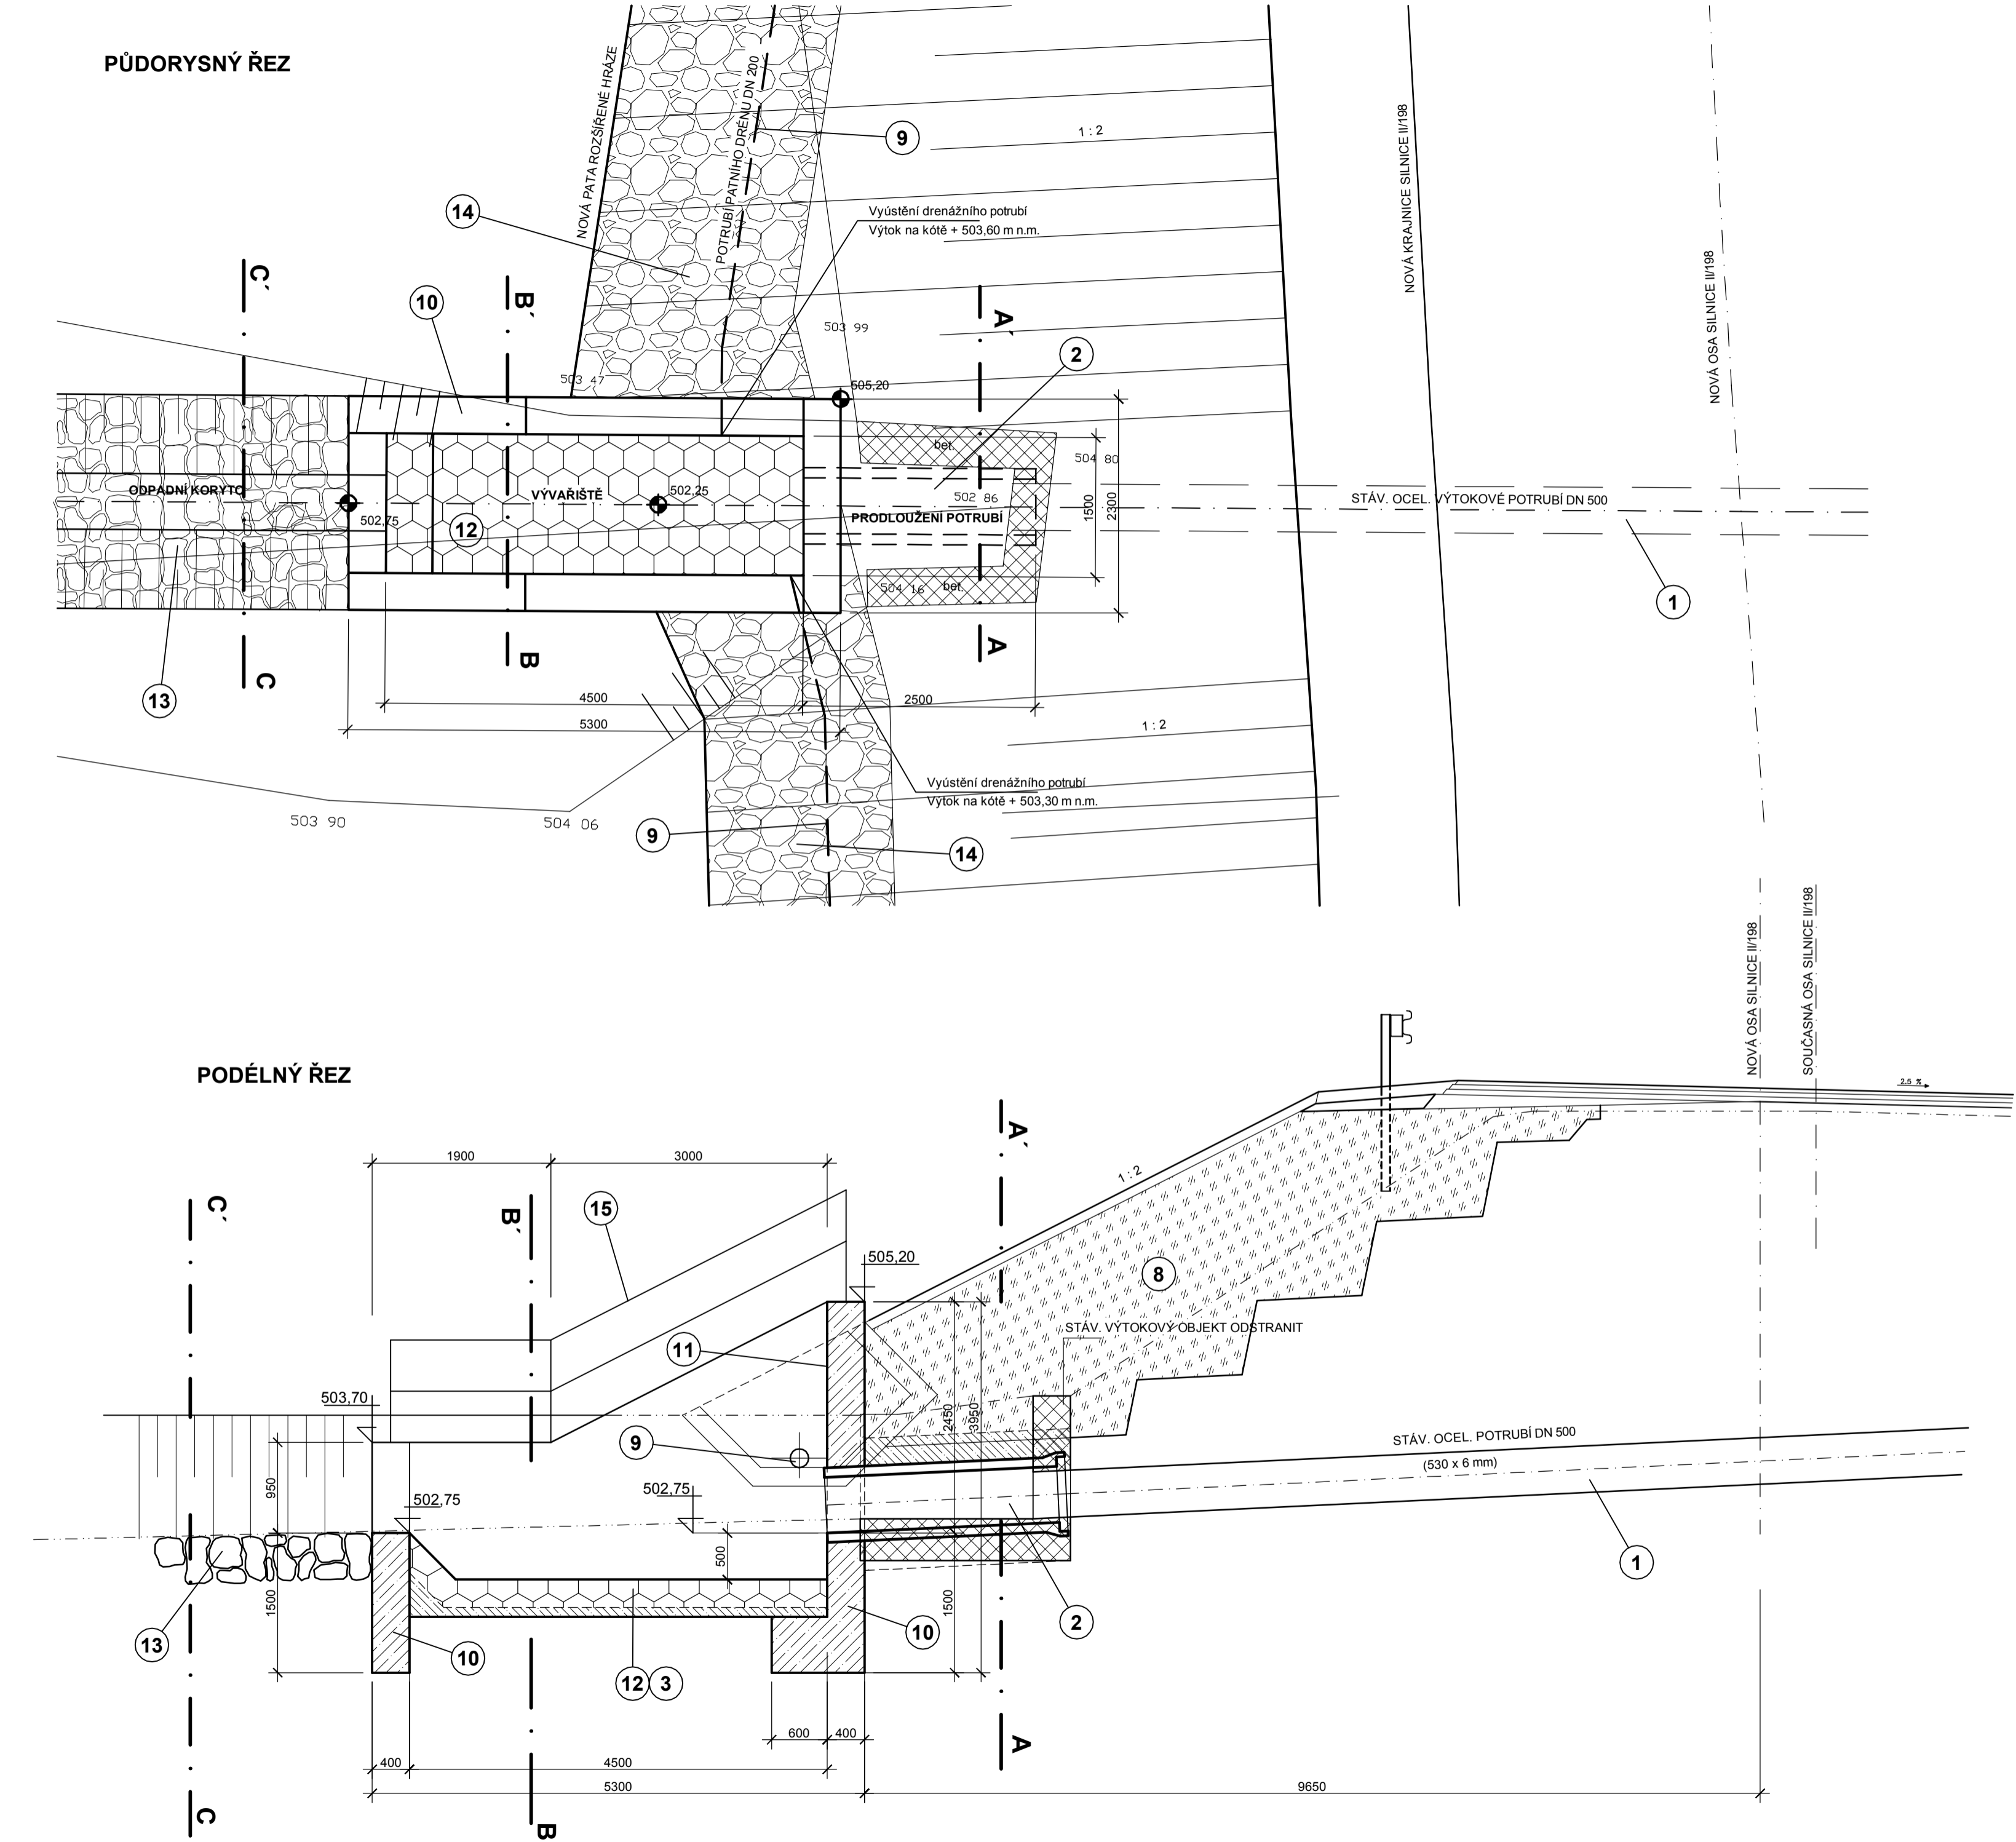 PŮDORYSNÝ ŘEZ
NOVÁ PATA ROZŠÍŘENÉ HRÁZE
POTRUBÍ PATNÍHO DRÉNU DN 200
9
1 : 2
NOVÁ KRAJNICE SILNICE II/198
NOVÁ OSA SILNICE II/198
14
Vyústění drenážního potrubí
Výtok na kótě + 503,60 m n.m.
C´
10
B´
A´
503 99
2
503 47
505,20
bet.
504 80
ODPADNÍ KORYTO
VÝVAŘIŠTĚ
502,25
502 86
502,75
12
PRODLOUŽENÍ POTRUBÍ
1500
2300
STÁV. OCEL. VÝTOKOVÉ POTRUBÍ DN 500
504 16
bet.
1
13
C
B
A
4500
2500
5300
1 : 2
Vyústění drenážního potrubí
Výtok na kótě + 503,30 m n.m.
503 90
504 06
9
14
NOVÁ OSA SILNICE II/198
SOUČASNÁ OSA SILNICE II/198
PODÉLNÝ ŘEZ
2.5 %
1900
3000
A´
1 : 2
C´
B´
15
505,20
8
STÁV. VÝTOKOVÝ OBJEKT ODSTRANIT
11
503,70
2450
3950
9
STÁV. OCEL. POTRUBÍ DN 500
(530 x 6 mm)
950
502,75
502,75
500
1
1500
1500
13
10
12
3
10
2
600
400
A
400
4500
5300
9650
C
B